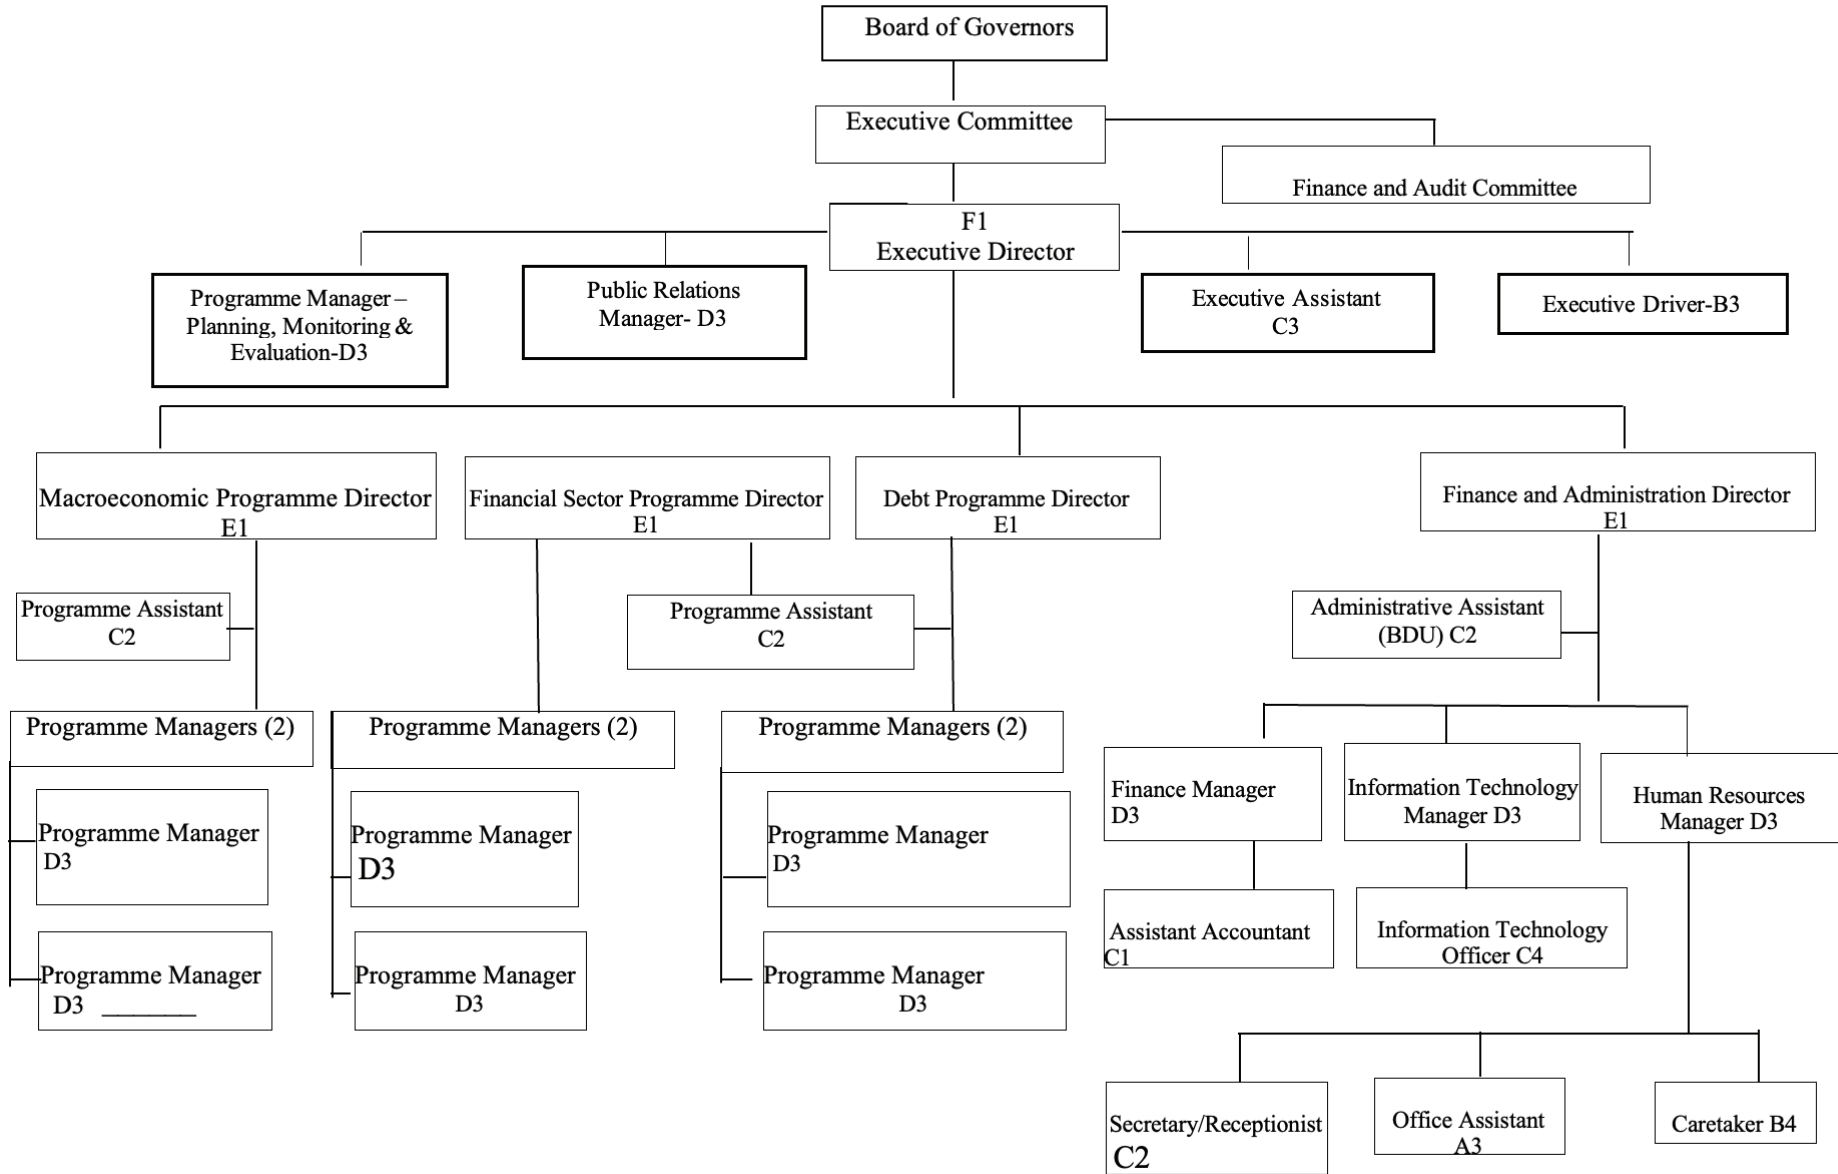 Board of Governors
Executive Committee
Finance and Audit Committee
F1
Executive Director
Programme Manager –
Planning, Monitoring &
Evaluation-D3
Public Relations
Manager- D3
Executive Assistant
C3
Executive Driver-B3
Macroeconomic Programme Director
E1
Financial Sector Programme Director
E1
Debt Programme Director
E1
Finance and Administration Director
E1
Programme Assistant
C2
Programme Assistant
C2
Administrative Assistant
(BDU) C2
Programme Managers (2)
Programme Managers (2)
Programme Managers (2)
Programme Manager
D3
Programme Manager
D3
Programme Manager
D3
Finance Manager
D3
Information Technology
Manager D3
Human Resources
Manager D3
Programme Manager
D3 _______
Programme Manager
D3
Programme Manager
D3
Assistant Accountant
C1
Information Technology
Officer C4
Secretary/Receptionist
C2
Office Assistant
A3
Caretaker B4